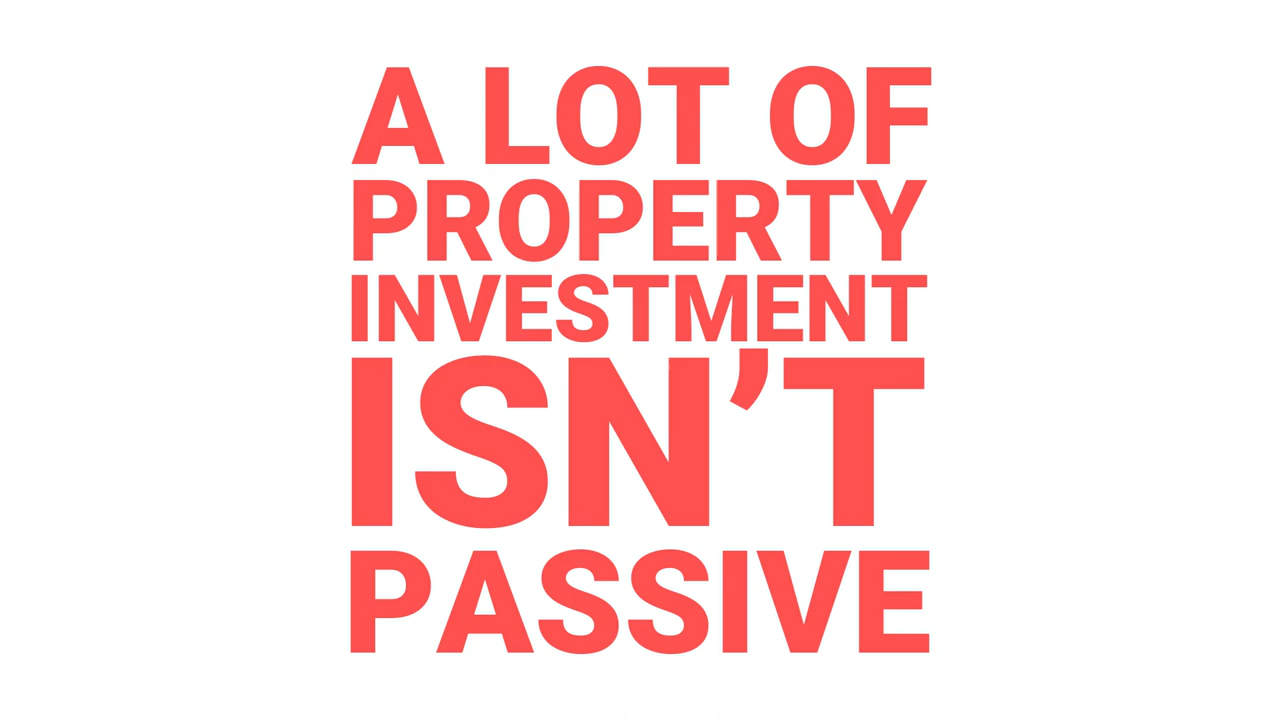 A LOT OF
PROPERTY
INVESTMENT
ISN’T
PASSIVE